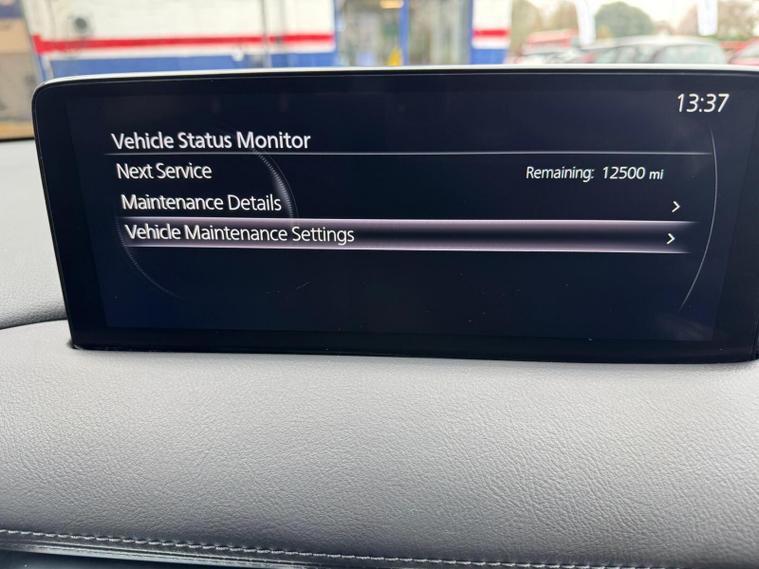 13:37
Vehicle Status Monitor
Next Service Remaining: 12500 mi
Maintenance Details >
Vehicle Maintenance Settings >